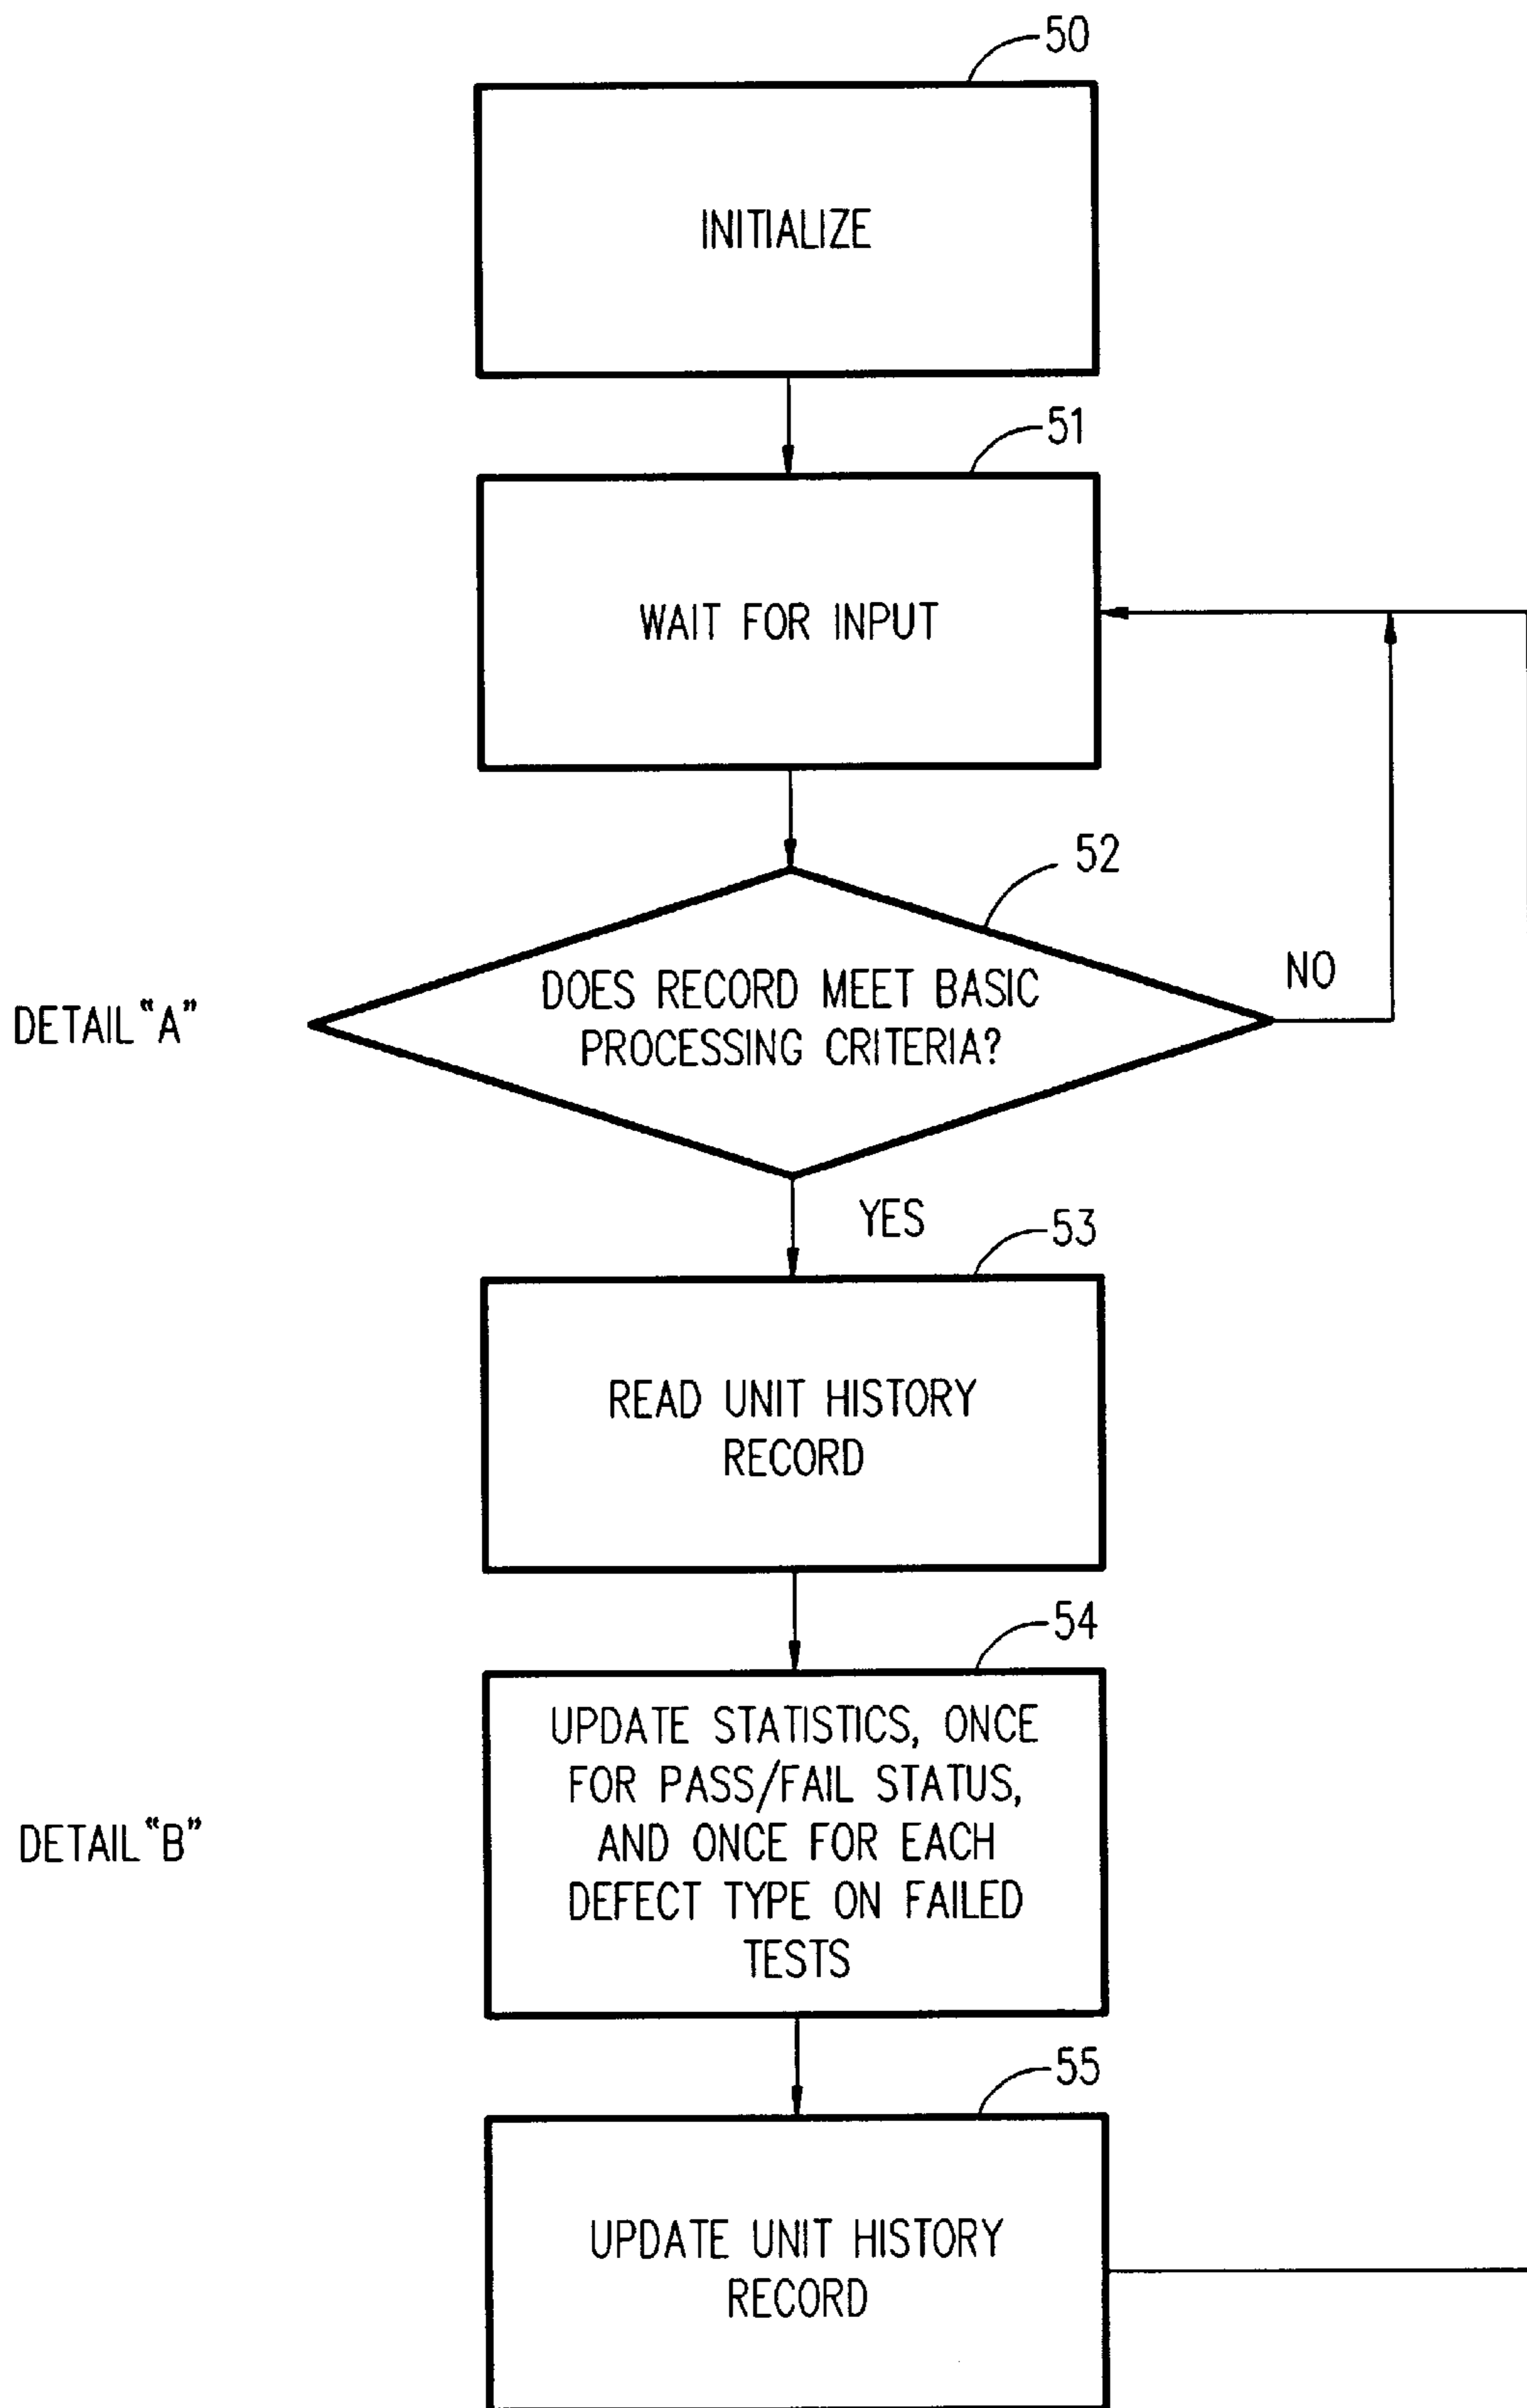 50
INITIALIZE
51
WAIT FOR INPUT
52
NO
DOES RECORD MEET BASIC
PROCESSING CRITERIA?
DETAIL "A"
YES
53
READ UNIT HISTORY
RECORD
54
UPDATE STATISTICS, ONCE
FOR PASS/FAIL STATUS,
AND ONCE FOR EACH
DEFECT TYPE ON FAILED
TESTS
DETAIL "B"
55
UPDATE UNIT HISTORY
RECORD